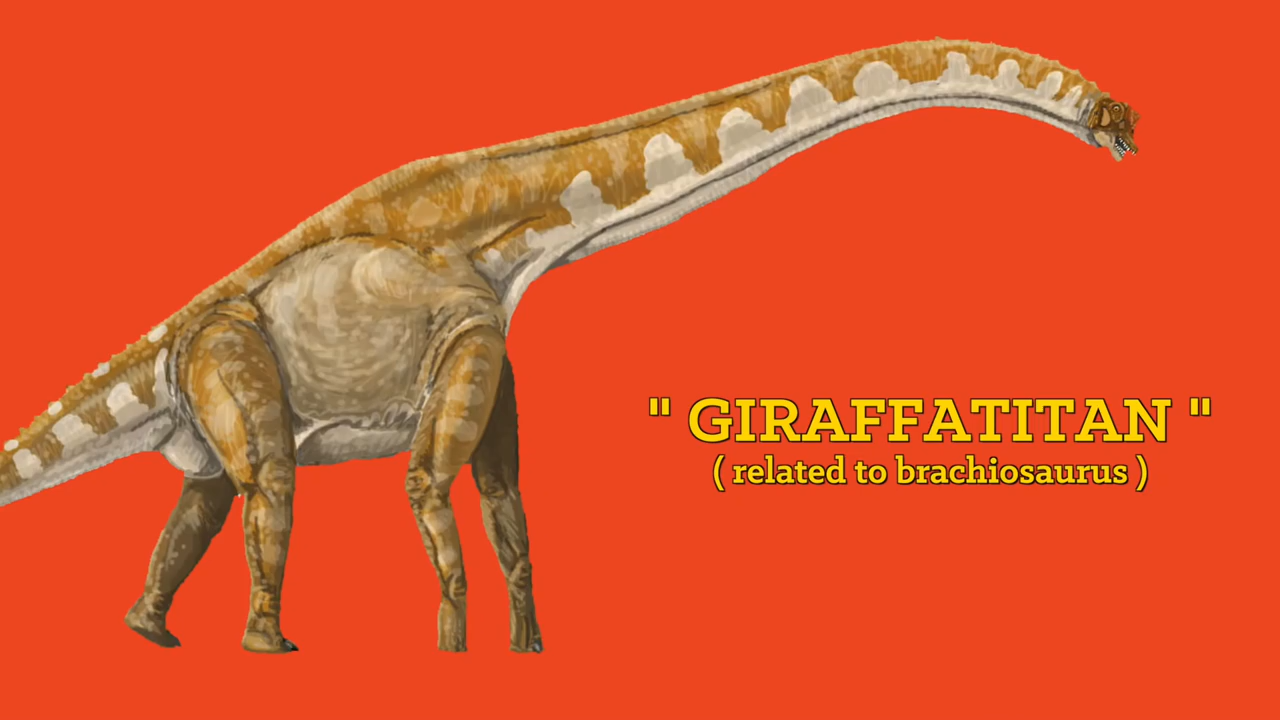 " GIRAFFATITAN "
( related to brachiosaurus )